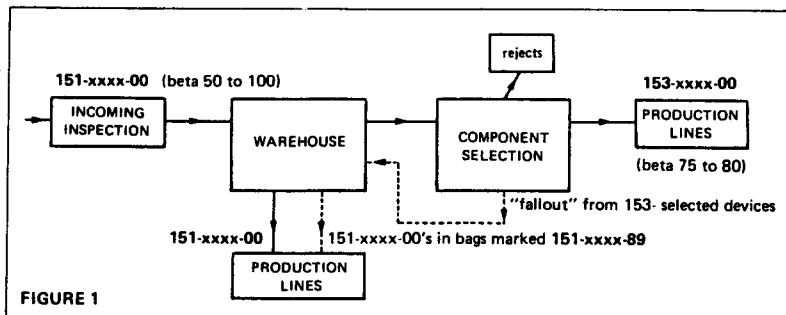 rejects
151-xxxx-00 (beta 50 to 100)
153-xxxx-00
INCOMING
INSPECTION
WAREHOUSE
COMPONENT
SELECTION
PRODUCTION
LINES
(beta 75 to 80)
"fallout" from 153- selected devices
151-xxxx-00
151-xxxx-00's in bags marked 151-xxxx-89
PRODUCTION
LINES
FIGURE 1